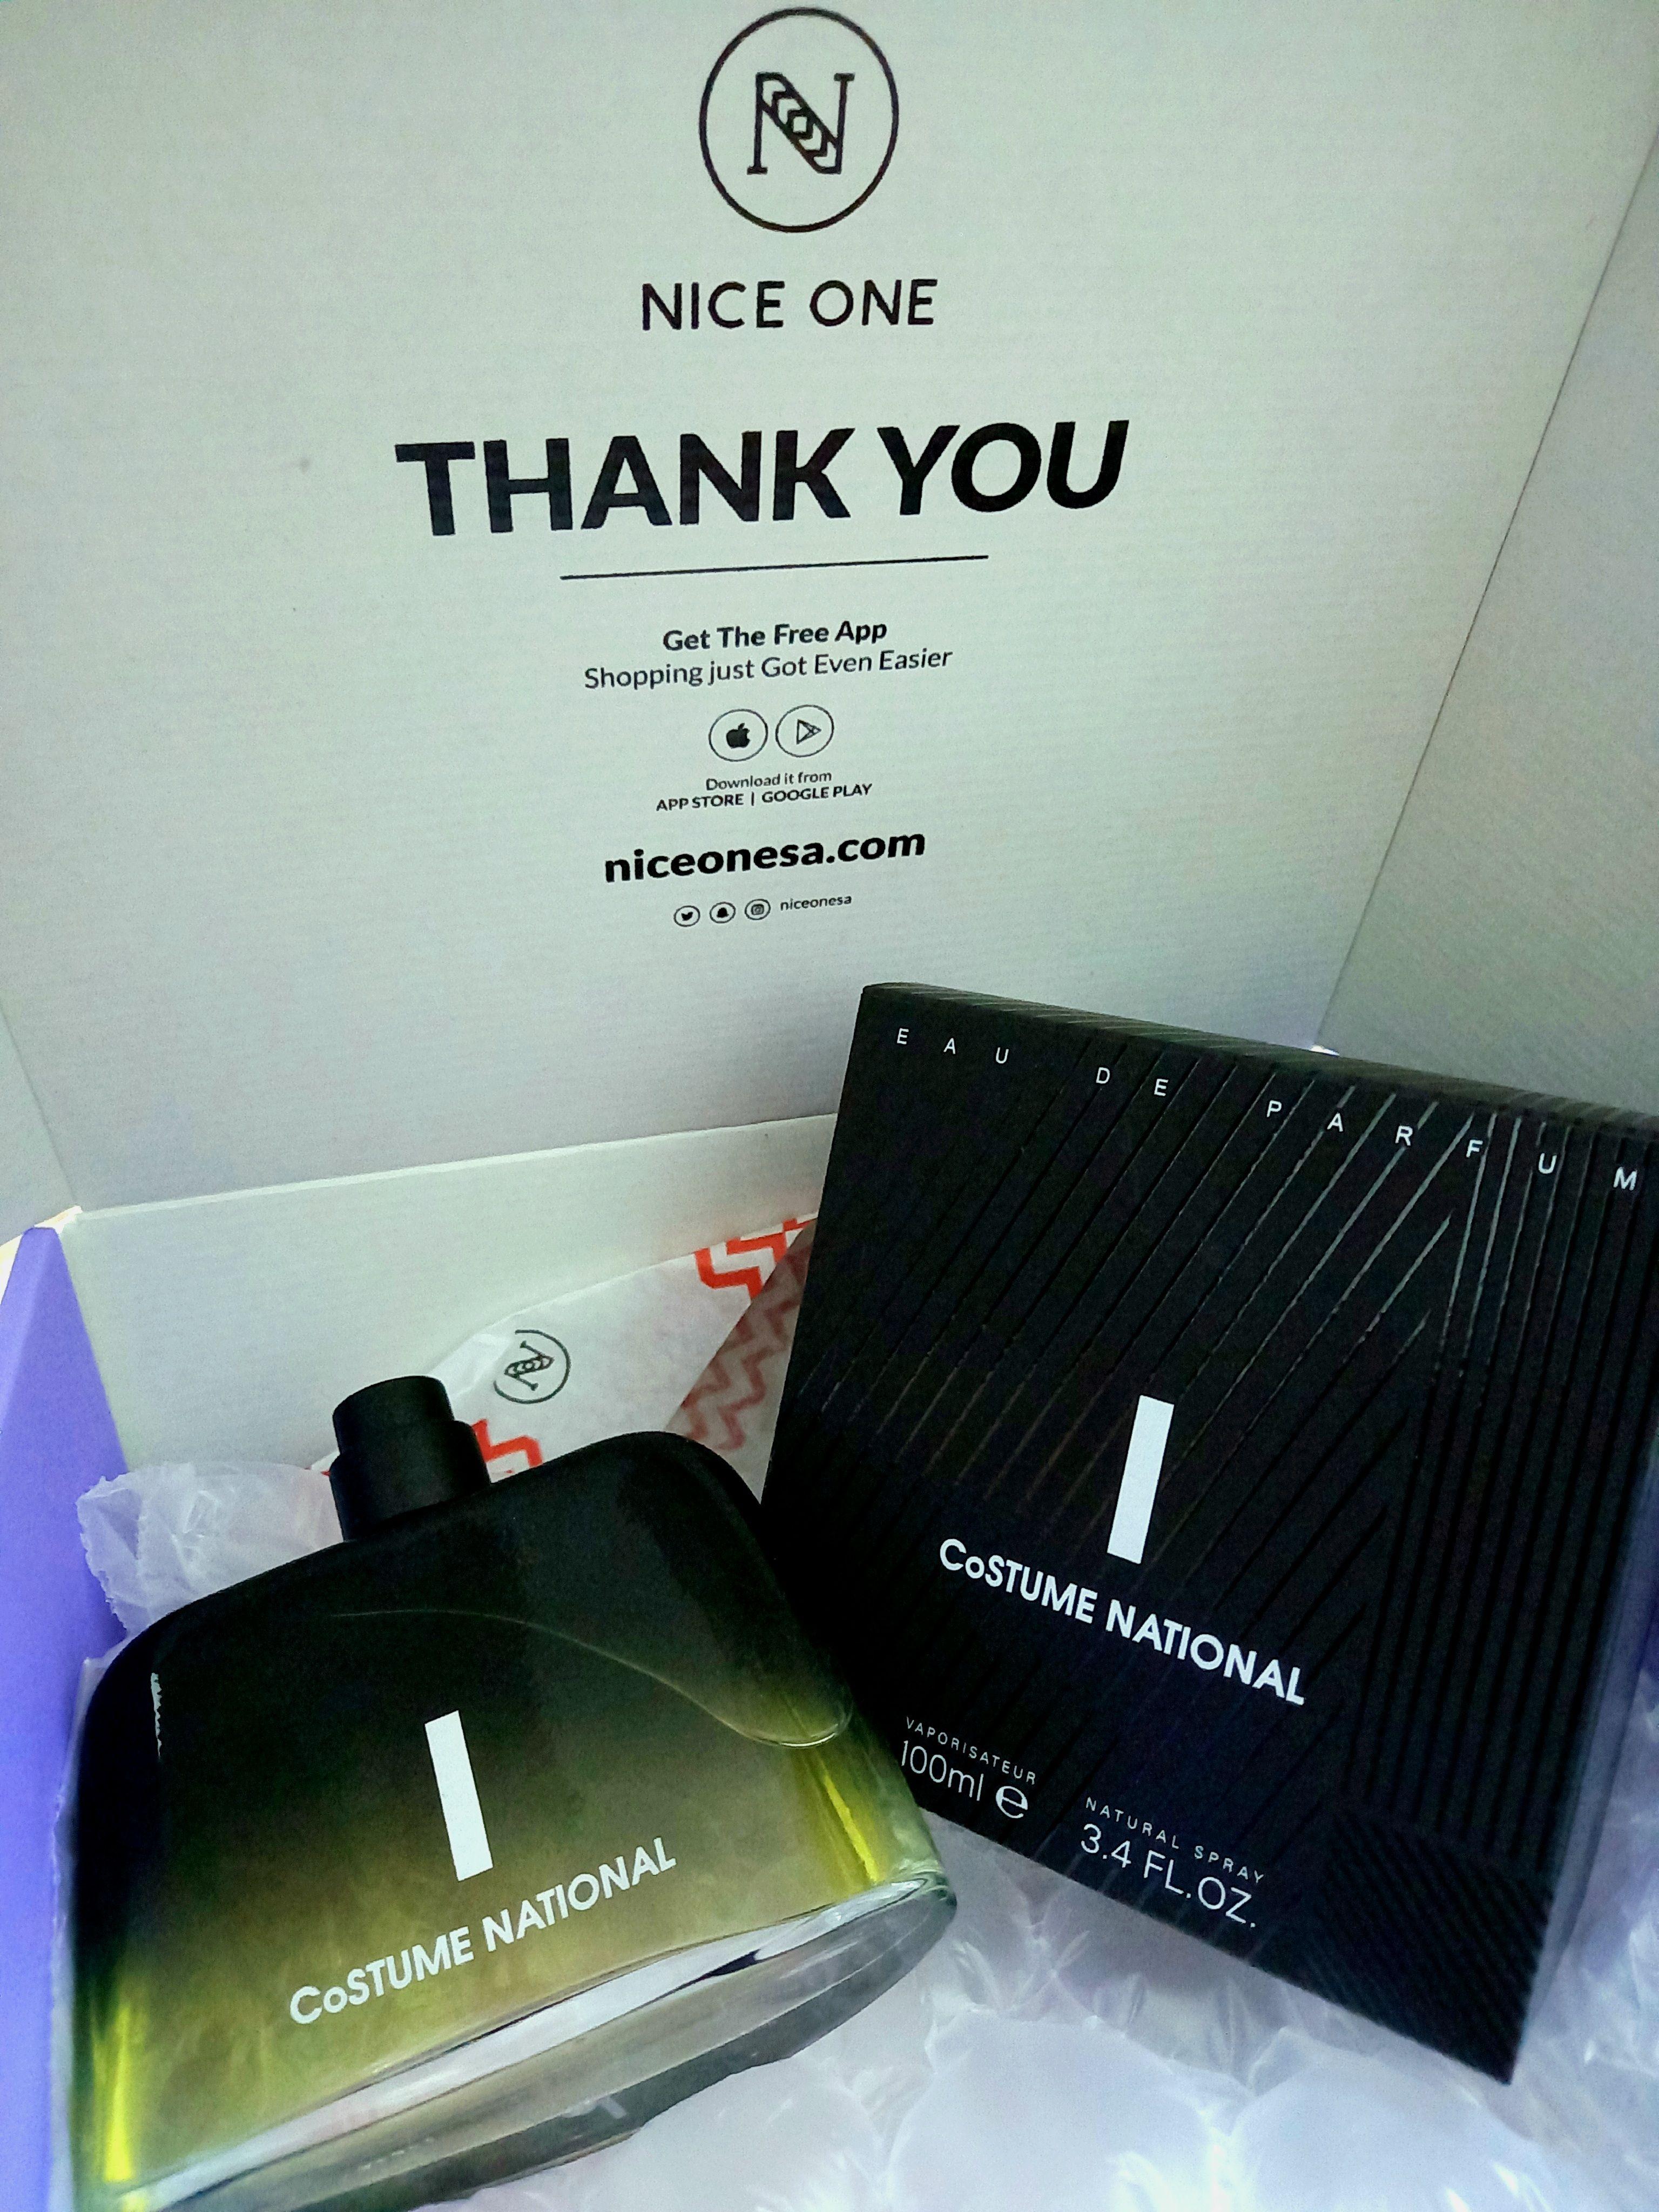 N
NICE ONE
THANK YOU
Get The Free App
Shopping just Got Even Easier
Download it from
APP STORE | GOOGLE PLAY
niceonesa.com
niceonesa
EAU DE PARFUM
I
CoSTUME NATIONAL
VAPORISATEUR
100ml ℮
NATURAL SPRAY
3.4 FL.OZ.
N
I
CoSTUME NATIONAL